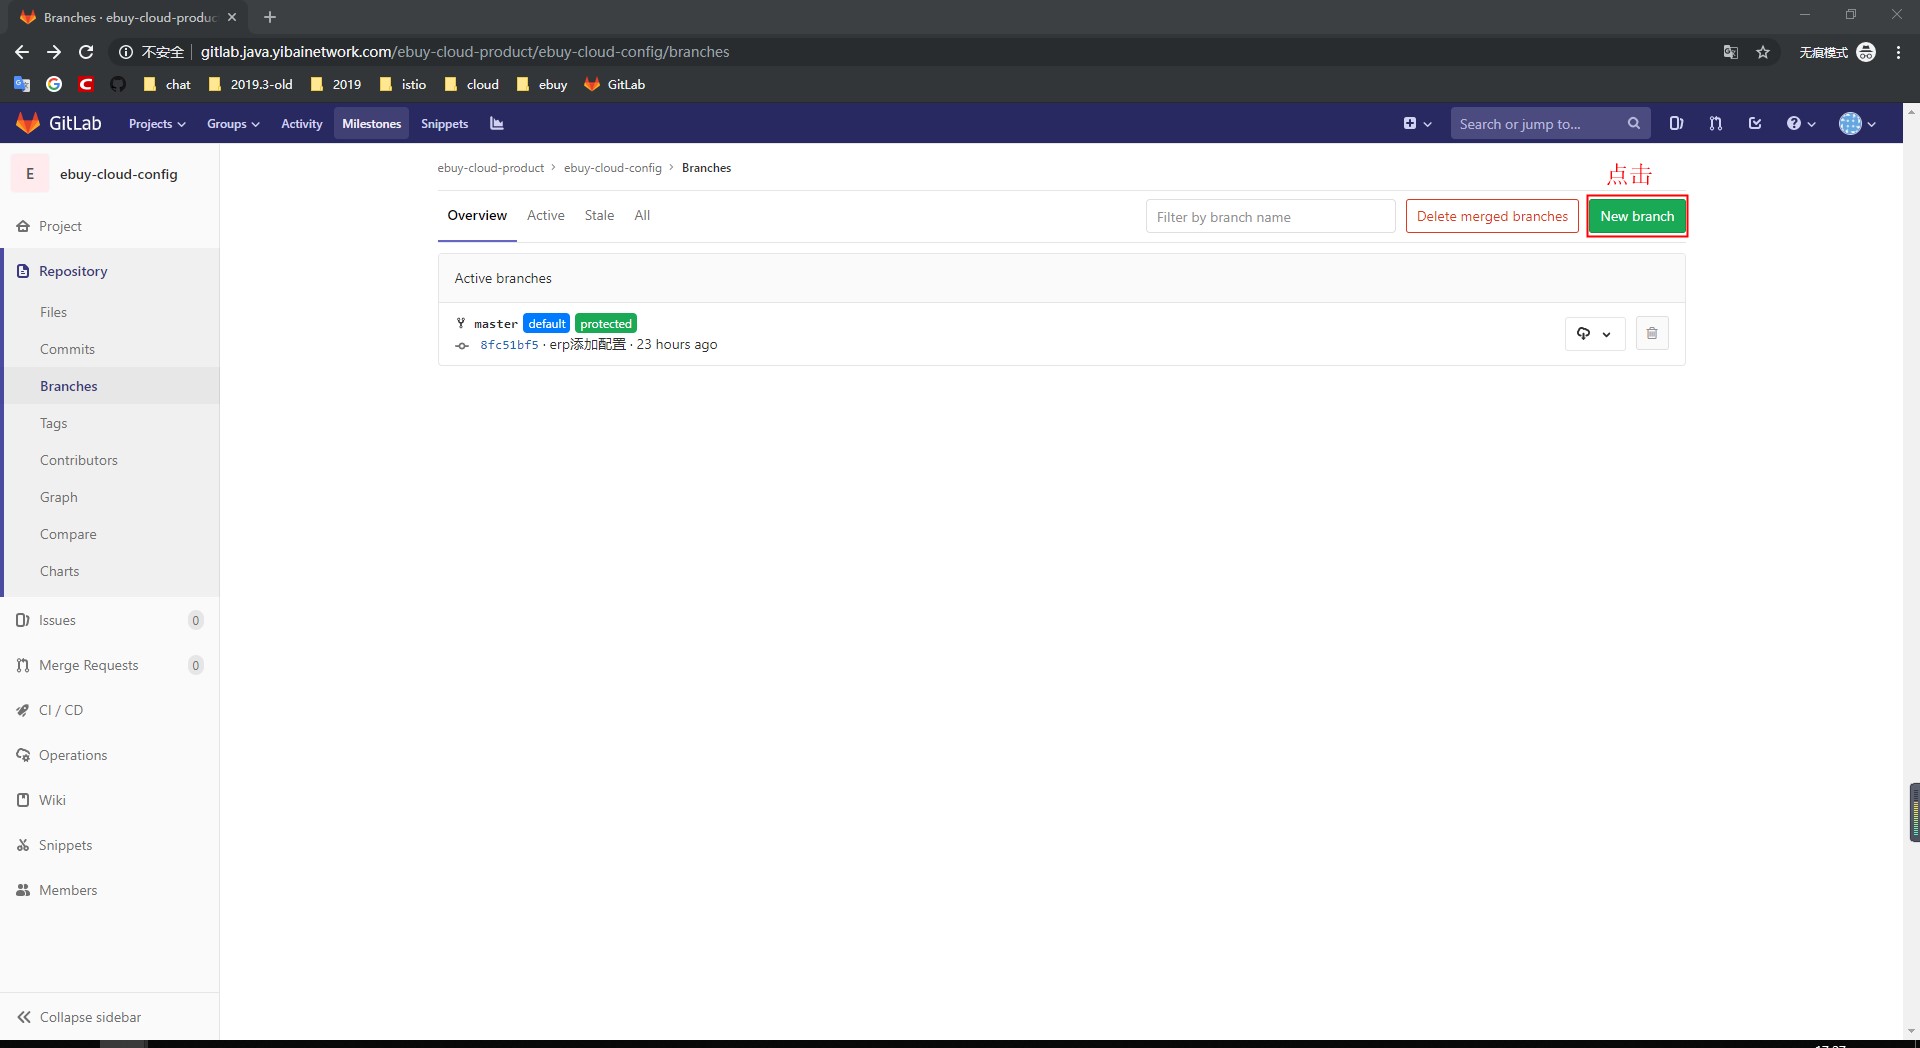 Branches · ebuy-cloud-produc
不安全 gitlab.java.yibainetwork.com/ebuy-cloud-product/ebuy-cloud-config/branches 无痕模式
chat 2019.3-old 2019 istio cloud ebuy GitLab
GitLab Projects Groups Activity Milestones Snippets Search or jump to...
E ebuy-cloud-config
ebuy-cloud-product › ebuy-cloud-config › Branches
点击
Overview Active Stale All Filter by branch name Delete merged branches New branch
Project
Repository
Files
Commits
Branches
Tags
Contributors
Graph
Compare
Charts
Issues 0
Merge Requests 0
CI / CD
Operations
Wiki
Snippets
Members
Collapse sidebar
Active branches
master default protected
8fc51bf5 · erp添加配置 · 23 hours ago